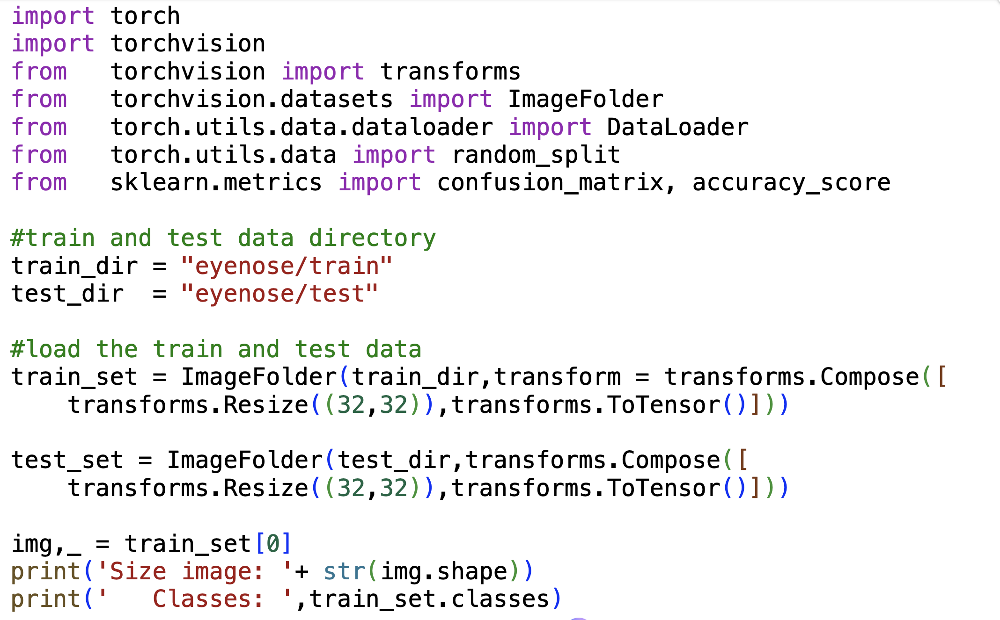 import torch
import torchvision
from   torchvision import transforms
from   torchvision.datasets import ImageFolder
from   torch.utils.data.dataloader import DataLoader
from   torch.utils.data import random_split
from   sklearn.metrics import confusion_matrix, accuracy_score
#train and test data directory
train_dir = "eyenose/train"
test_dir  = "eyenose/test"
#load the train and test data
train_set = ImageFolder(train_dir,transform = transforms.Compose([
    transforms.Resize((32,32)),transforms.ToTensor()]))
test_set = ImageFolder(test_dir,transforms.Compose([
    transforms.Resize((32,32)),transforms.ToTensor()]))
img,_ = train_set[0]
print('Size image: '+ str(img.shape))
print('   Classes: ',train_set.classes)